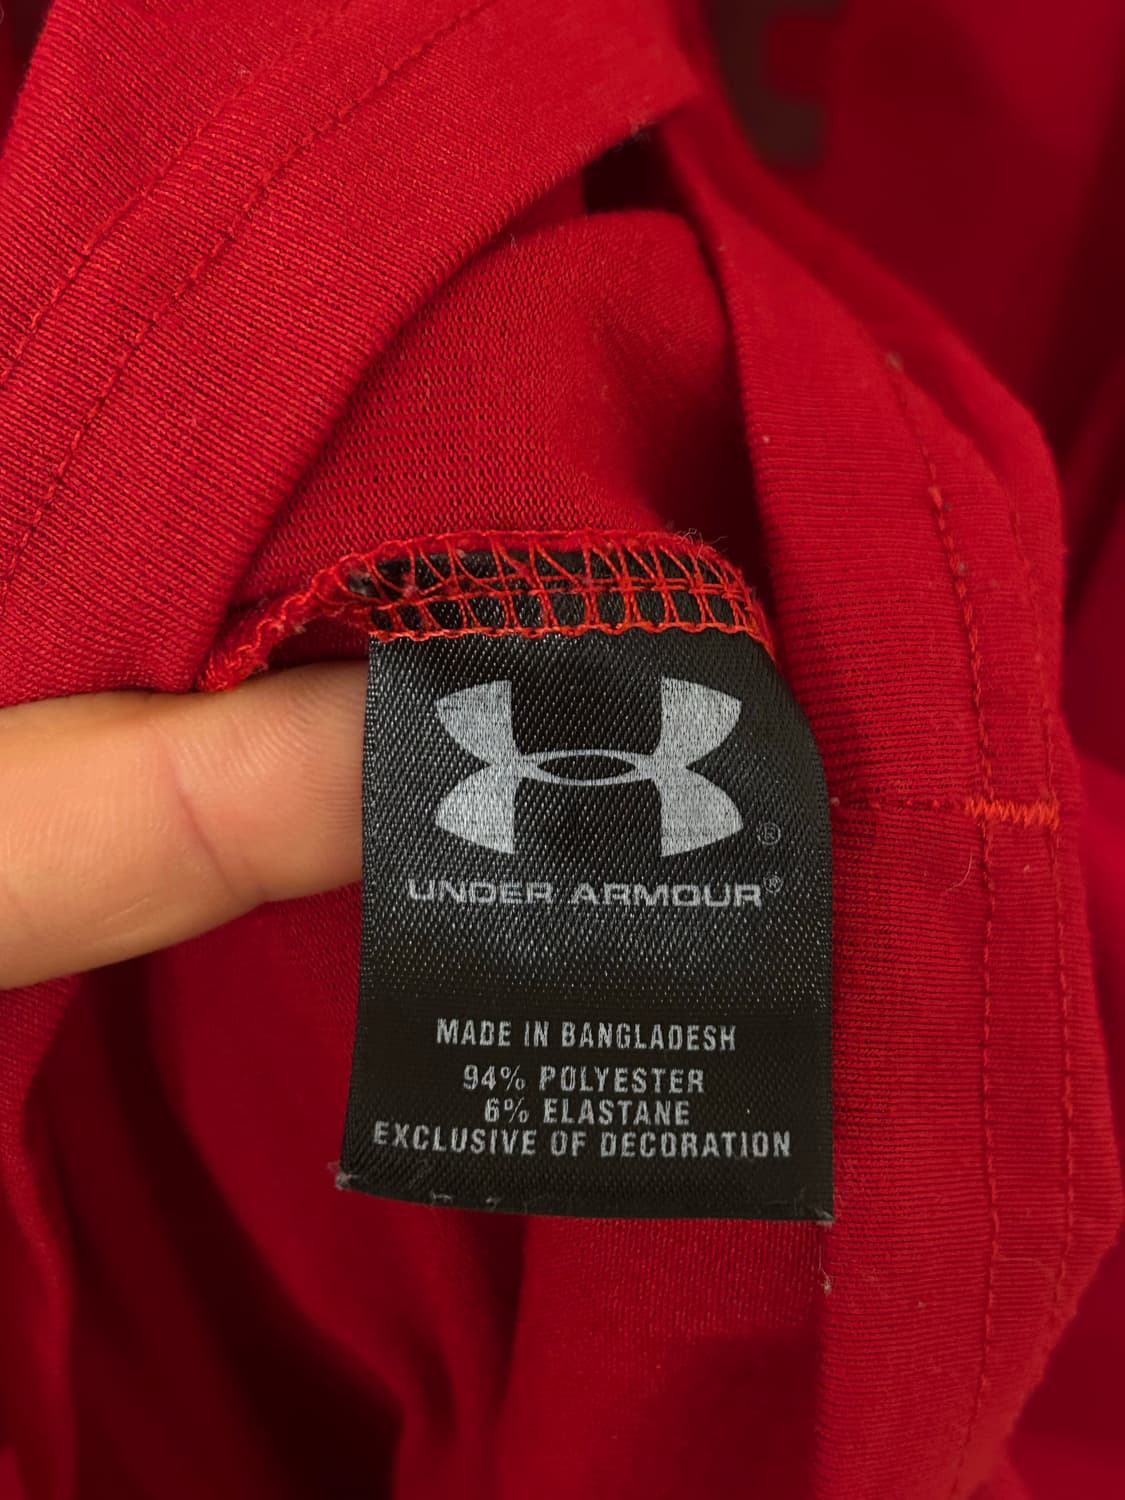 ®
UNDER ARMOUR®
MADE IN BANGLADESH
94% POLYESTER
6% ELASTANE
EXCLUSIVE OF DECORATION